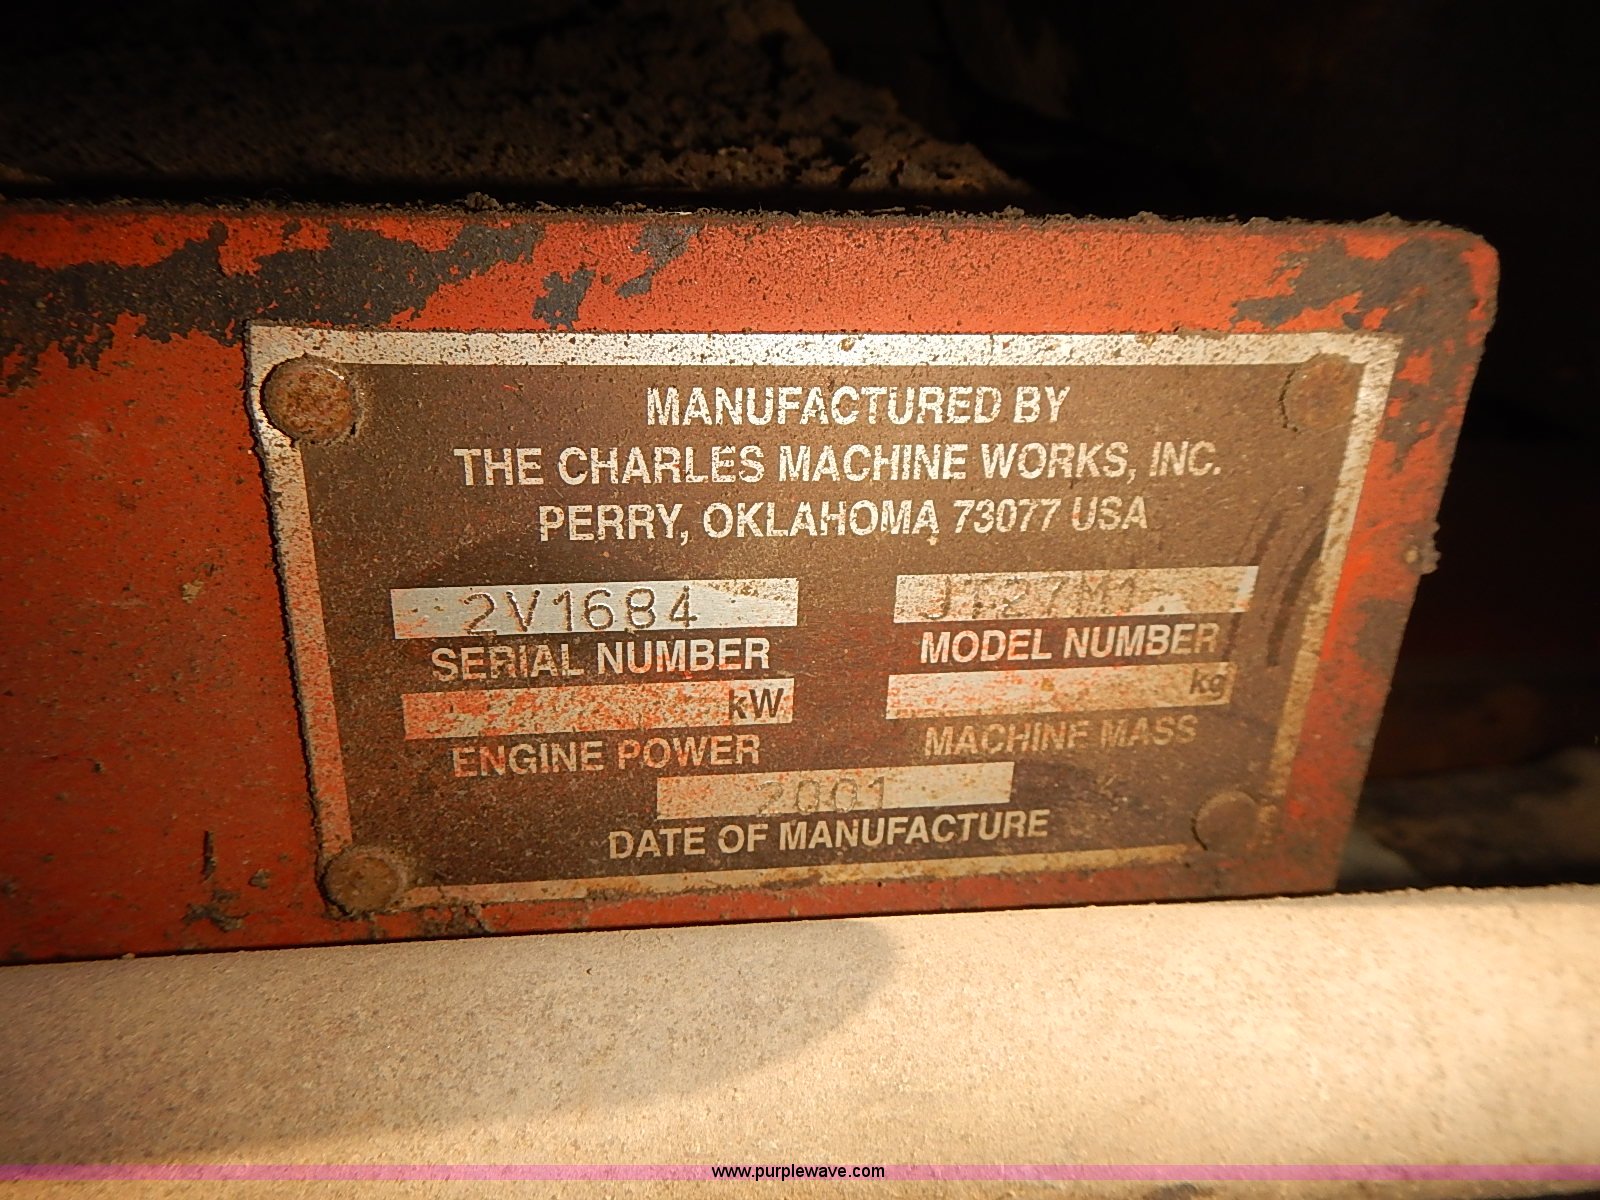 MANUFACTURED BY
THE CHARLES MACHINE WORKS, INC.
PERRY, OKLAHOMA 73077 USA
2V1684 JT27M1
SERIAL NUMBER MODEL NUMBER
kW kg
ENGINE POWER MACHINE MASS
2001
DATE OF MANUFACTURE
www.purplewave.com